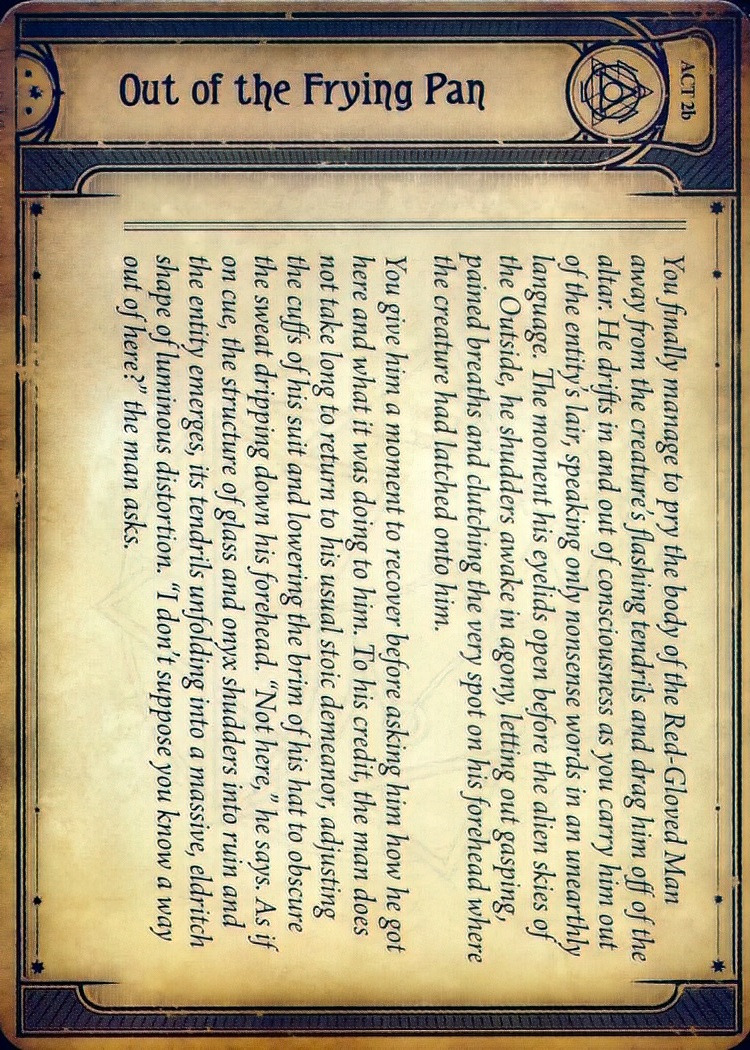 ACT 2b
Out of the Frying Pan
You finally manage to pry the body of the Red-Gloved Man
away from the creature's flashing tendrils and drag him off of the
altar. He drifts in and out of consciousness as you carry him out
of the entity's lair, speaking only nonsense words in an unearthly
language. The moment his eyelids open before the alien skies of
the Outside, he shudders awake in agony, letting out gasping,
pained breaths and clutching the very spot on his forehead where
the creature had latched onto him.
You give him a moment to recover before asking him how he got
here and what it was doing to him. To his credit, the man does
not take long to return to his usual stoic demeanor, adjusting
the cuffs of his suit and lowering the brim of his hat to obscure
the sweat dripping down his forehead. “Not here,” he says. As if
on cue, the structure of glass and onyx shudders into ruin and
the entity emerges, its tendrils unfolding into a massive, eldritch
shape of luminous distortion. “I don't suppose you know a way
out of here?” the man asks.